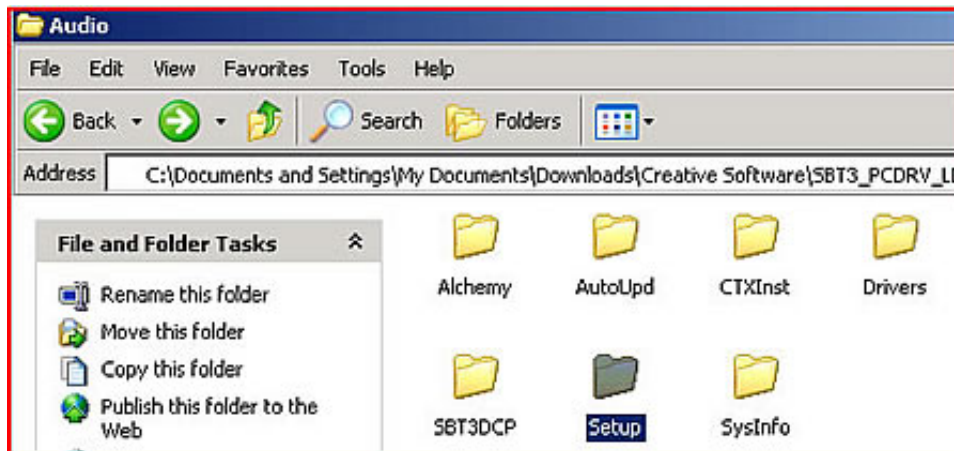 Audio
File Edit View Favorites Tools Help
Back Search Folders
Address C:\Documents and Settings\My Documents\Downloads\Creative Software\SBT3_PCDRV_L
File and Folder Tasks
Rename this folder
Move this folder
Copy this folder
Publish this folder to the
Web
Alchemy AutoUpd CTXInst Drivers
SBT3DCP Setup SysInfo